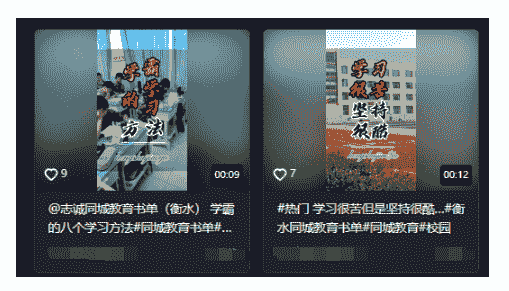 学霸
的学习
方法
9
00:09
@志诚同城教育书单（衡水） 学霸
的八个学习方法#同城教育书单#...
学习
很苦
坚持
很酷
7
00:12
#热门 学习很苦但是坚持很酷...#衡
水同城教育书单#同城教育#校园